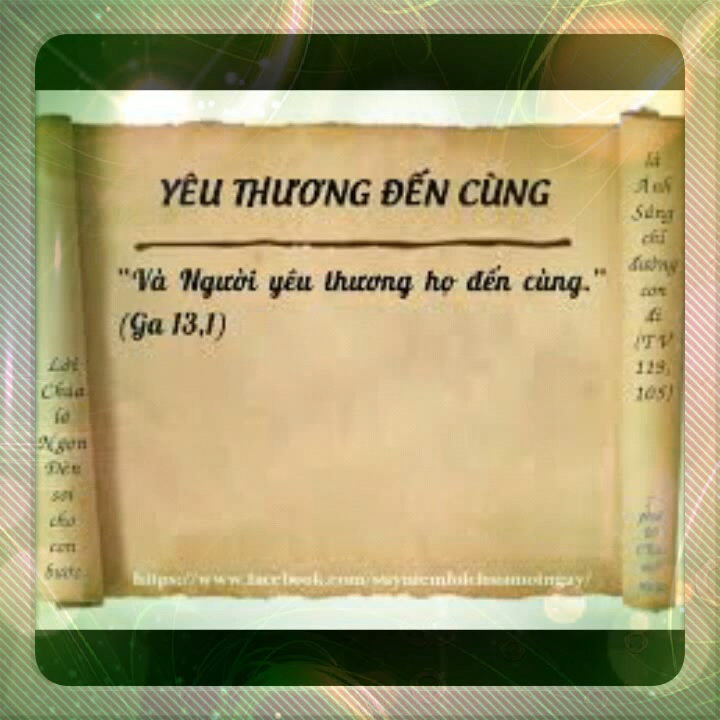 YÊU THƯƠNG ĐẾN CÙNG
"Và Người yêu thương họ đến cùng."
(Ga 13,1)
Lời
Chúa
là
Ngọn
Đèn
soi
cho
con
bước
là
Ánh
Sáng
chỉ
đường
con
đi
(TV
119,
105)
https://www.facebook.com/suyniemloichuamoingay/